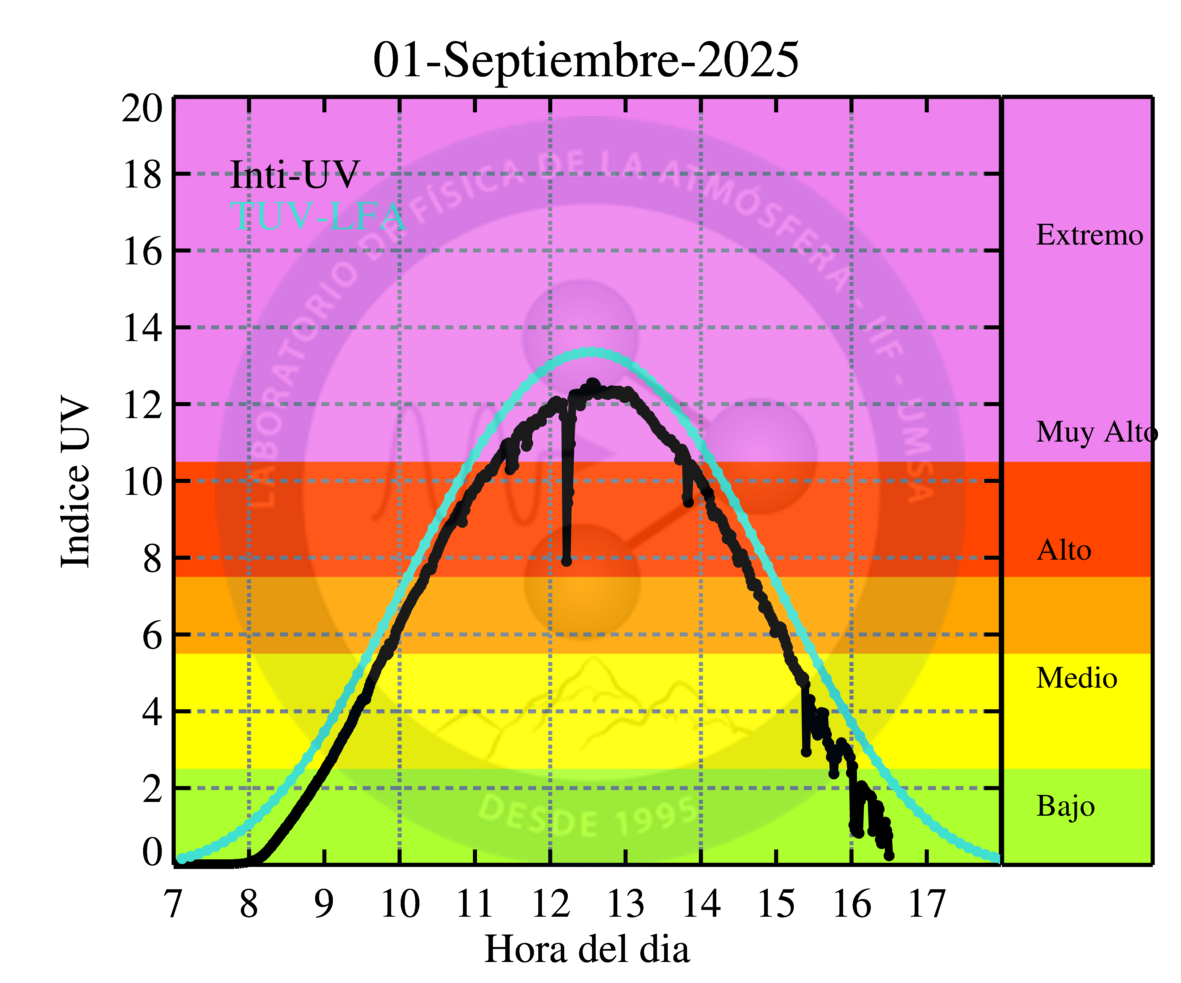 01-Septiembre-2025
20
18
16
14
12
10
8
6
4
2
0
Indice UV
Inti-UV
TUV-LFA
LABORATORIO DE FÍSICA DE LA ATMÓSFERA - IIF - UMSA
DESDE 1995
Extremo
Muy Alto
Alto
Medio
Bajo
7 8 9 10 11 12 13 14 15 16 17
Hora del dia